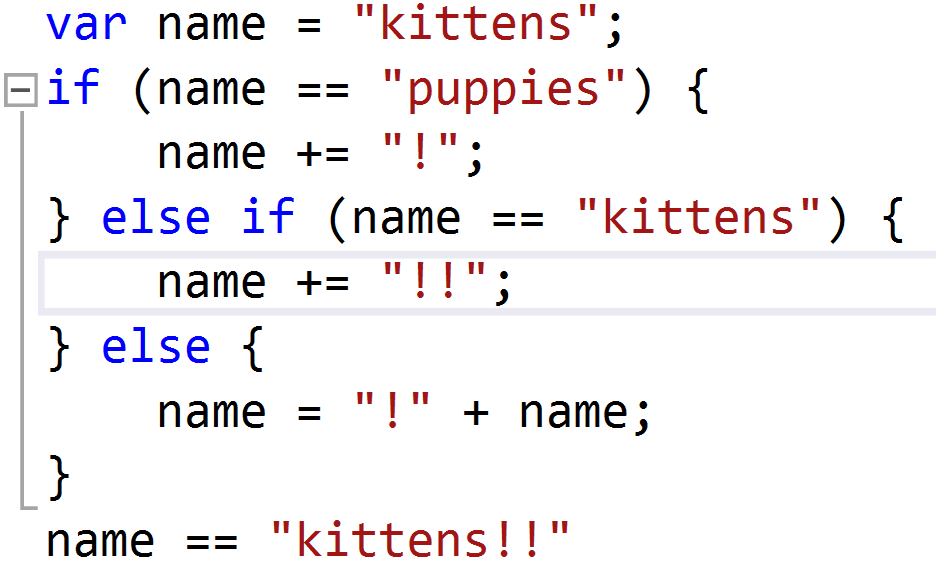 var name = "kittens";
if (name == "puppies") {
    name += "!";
} else if (name == "kittens") {
    name += "!!";
} else {
    name = "!" + name;
}
name == "kittens!!"